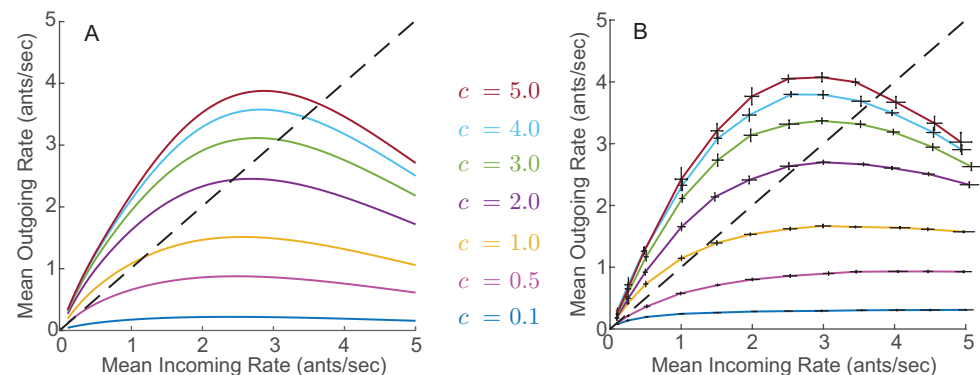 A
Mean Outgoing Rate (ants/sec)
5
4
3
2
1
0
0 1 2 3 4 5
Mean Incoming Rate (ants/sec)
c = 5.0
c = 4.0
c = 3.0
c = 2.0
c = 1.0
c = 0.5
c = 0.1
B
Mean Outgoing Rate (ants/sec)
5
4
3
2
1
0
0 1 2 3 4 5
Mean Incoming Rate (ants/sec)